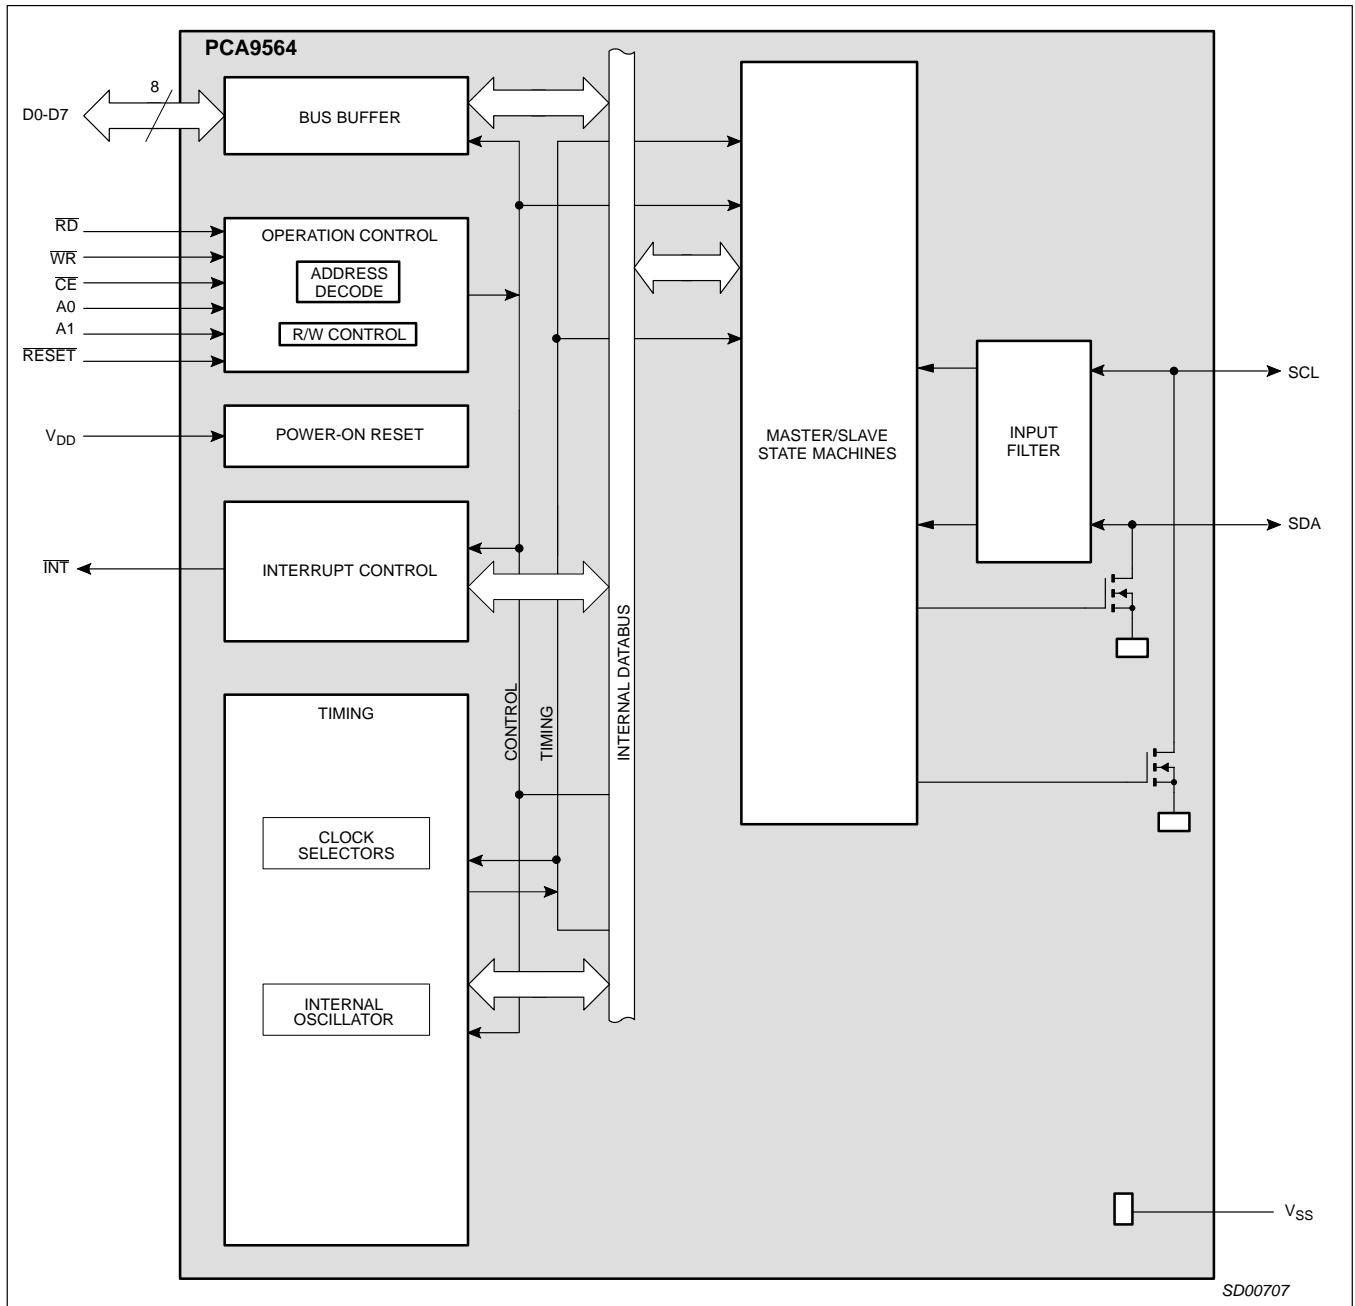 PCA9564
8
D0-D7
BUS BUFFER
RD
WR
CE
A0
A1
RESET
OPERATION CONTROL
ADDRESS
DECODE
R/W CONTROL
VDD
POWER-ON RESET
INT
INTERRUPT CONTROL
TIMING
CLOCK
SELECTORS
INTERNAL
OSCILLATOR
CONTROL
TIMING
INTERNAL DATABUS
MASTER/SLAVE
STATE MACHINES
INPUT
FILTER
SCL
SDA
VSS
SD00707